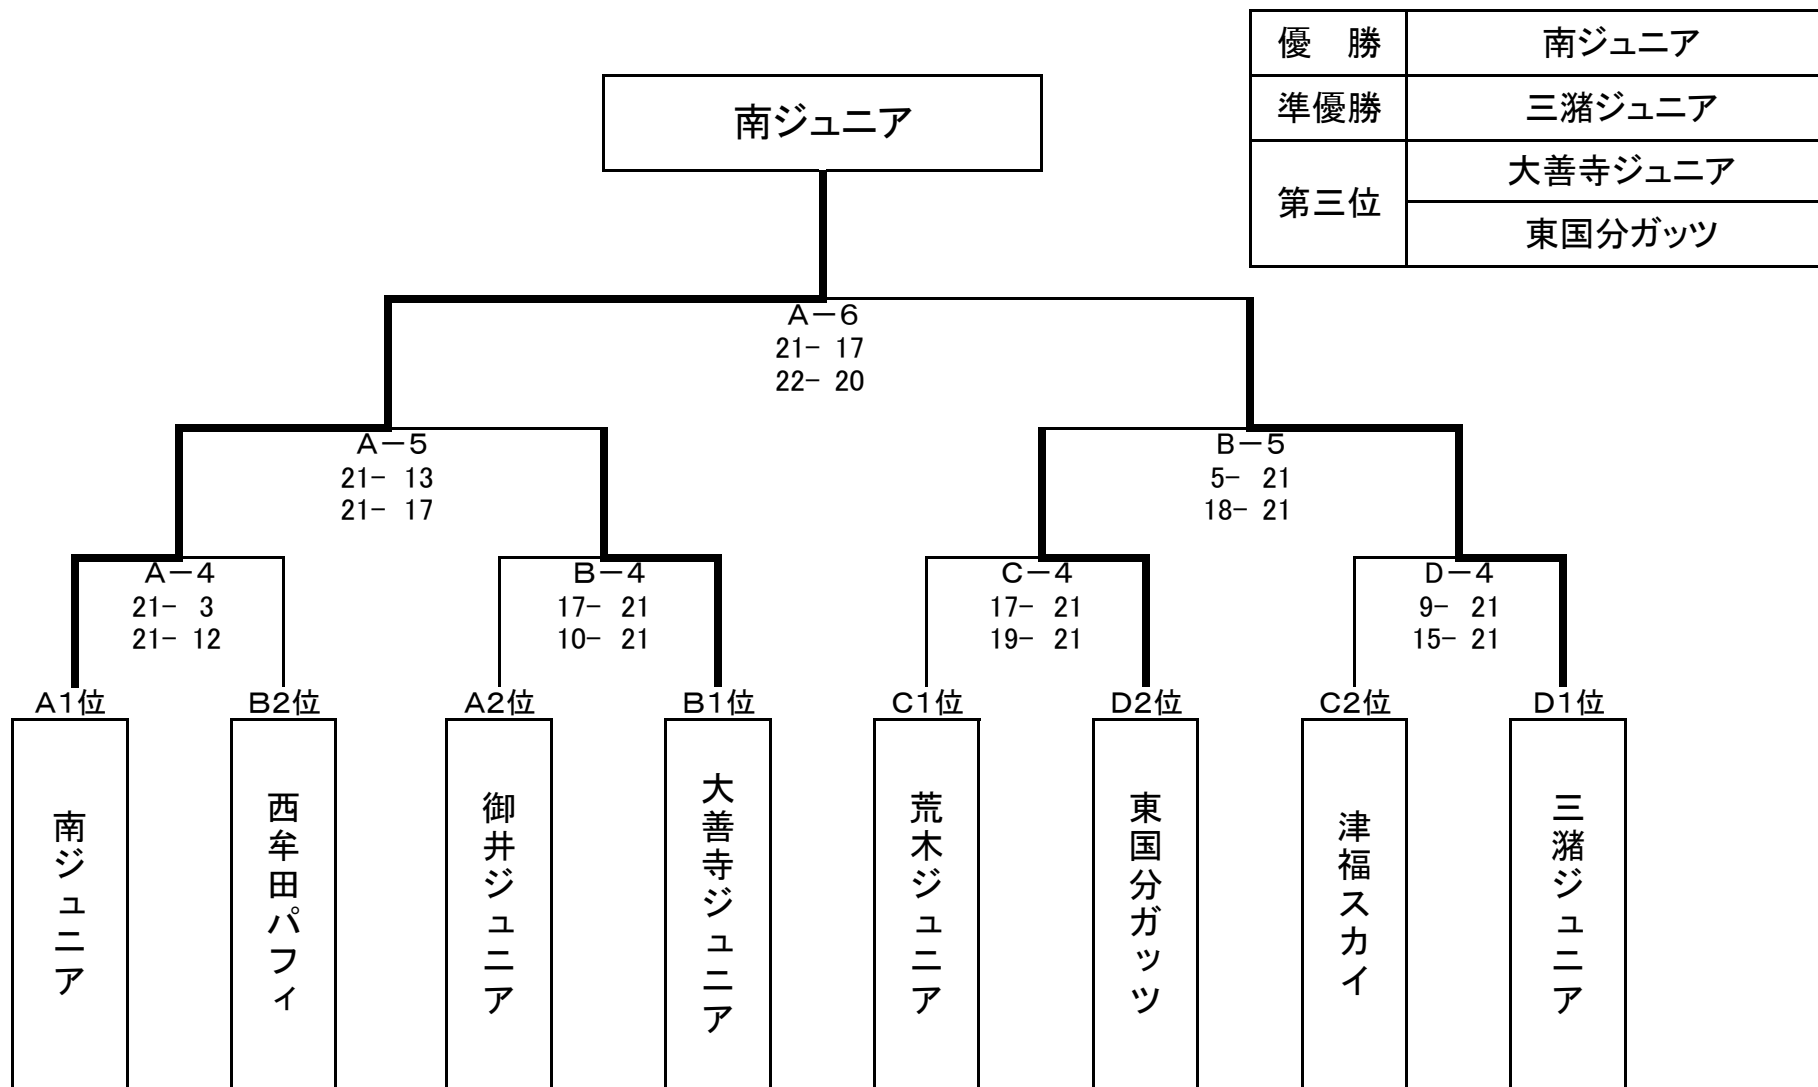 優　勝 南ジュニア
準優勝 三潴ジュニア
第三位 大善寺ジュニア
東国分ガッツ
南ジュニア
A－6
21－ 17
22－ 20
A－5
21－ 13
21－ 17
B－5
5－ 21
18－ 21
A－4
21－ 3
21－ 12
B－4
17－ 21
10－ 21
C－4
17－ 21
19－ 21
D－4
9－ 21
15－ 21
A1位 B2位 A2位 B1位 C1位 D2位 C2位 D1位
南ジュニア
西牟田パフィ
御井ジュニア
大善寺ジュニア
荒木ジュニア
東国分ガッツ
津福スカイ
三潴ジュニア